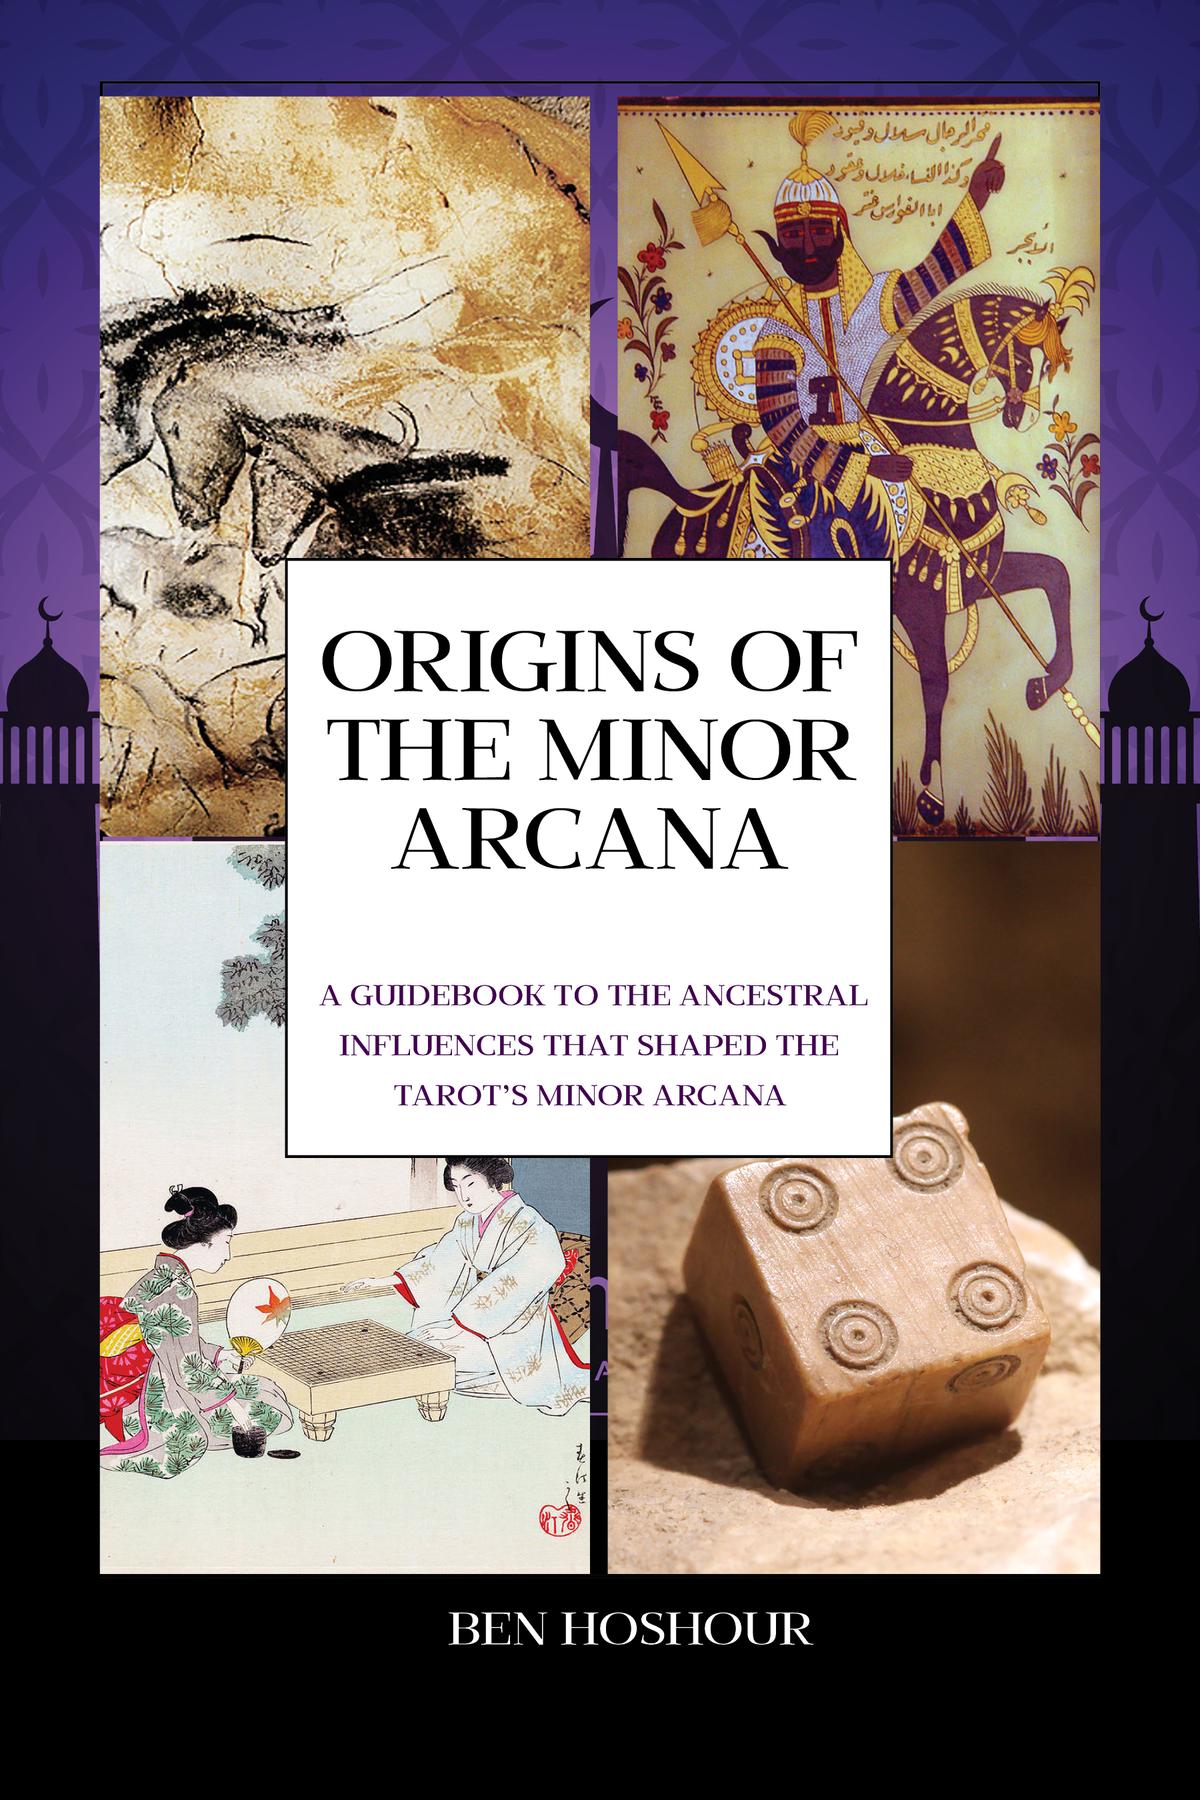 ORIGINS OF
THE MINOR
ARCANA
A GUIDEBOOK TO THE ANCESTRAL
INFLUENCES THAT SHAPED THE
TAROT'S MINOR ARCANA
BEN HOSHOUR